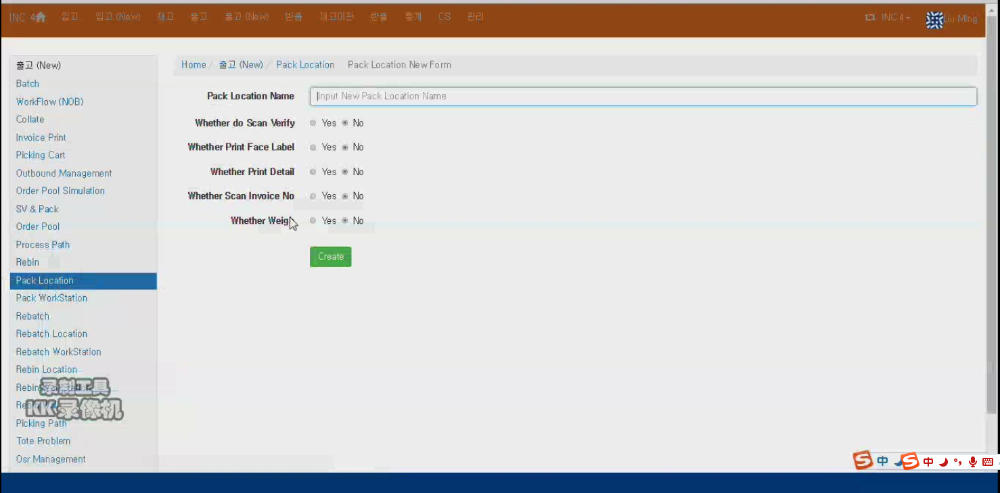 INC 4 입고 입고 (New) 재고 출고 출고 (New) 반품 재고이관 반출 통계 CS 관리 INC 4 Liu Ming
출고 (New)
Batch
WorkFlow (NOB)
Collate
Invoice Print
Picking Cart
Outbound Management
Order Pool Simulation
SV & Pack
Order Pool
Process Path
Rebin
Pack Location
Pack WorkStation
Rebatch
Rebatch Location
Rebatch WorkStation
Rebin Location
Rebin
录制工具
KK录像机
Picking Path
Tote Problem
Osr Management
Home / 출고 (New) / Pack Location Pack Location New Form
Pack Location Name Input New Pack Location Name
Whether do Scan Verify Yes No
Whether Print Face Label Yes No
Whether Print Detail Yes No
Whether Scan Invoice No Yes No
Whether Weigh Yes No
Create
S 中 S 中